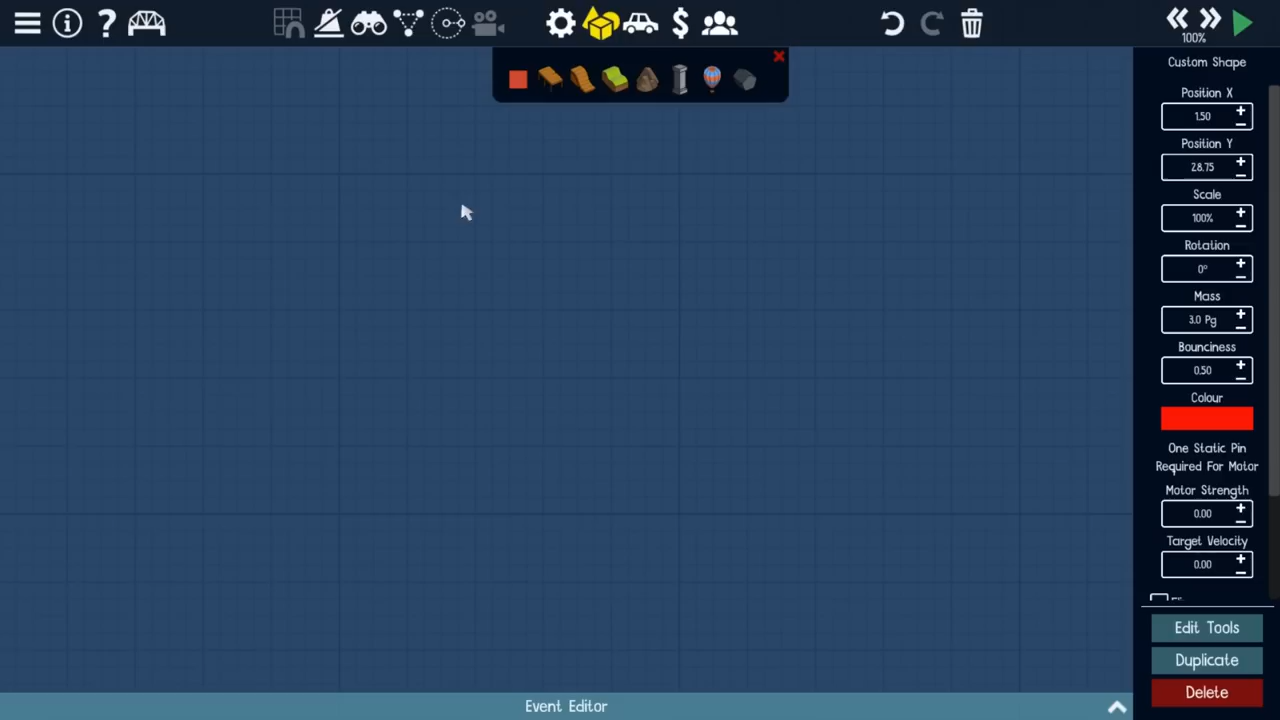 100%
Custom Shape
Position X
1.50
Position Y
28.75
Scale
100%
Rotation
0°
Mass
3.0 Pg
Bounciness
0.50
Colour
One Static Pin
Required For Motor
Motor Strength
0.00
Target Velocity
0.00
Edit Tools
Duplicate
Delete
Event Editor